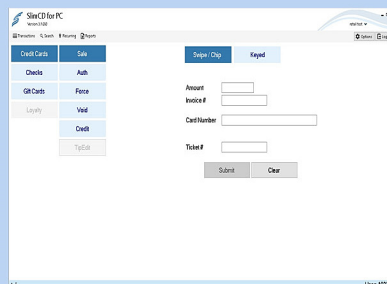 SlimCD for PC
Transactions Search Recurring Reports
Options Log
Credit Cards Sale Swipe / Chip Keyed
Checks Auth
Gift Cards Force
Loyalty Void
Credit
TipEdit
Amount
Invoice #
Card Number
Ticket #
Submit Clear